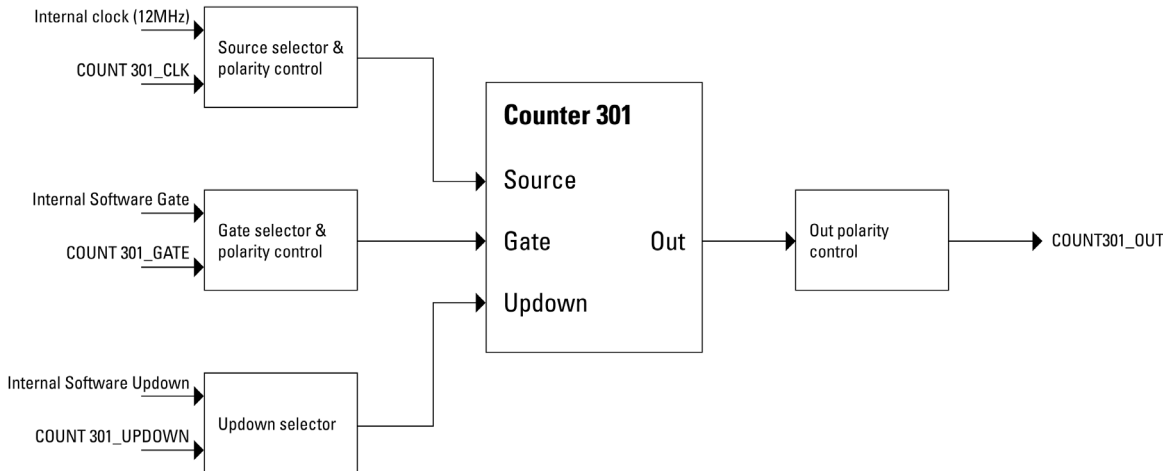 Internal clock (12MHz)
COUNT 301_CLK
Source selector &
polarity control
Counter 301
Source
Gate
Updown
Out
Internal Software Gate
COUNT 301_GATE
Gate selector &
polarity control
Out polarity
control
COUNT301_OUT
Internal Software Updown
COUNT 301_UPDOWN
Updown selector